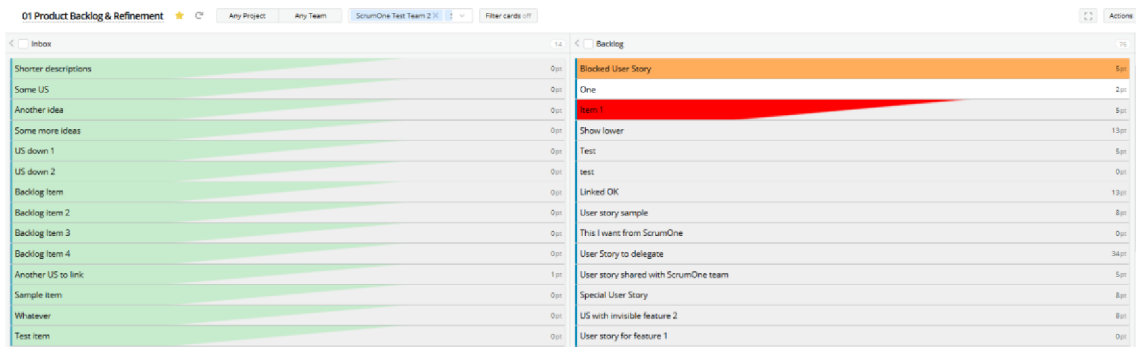 01 Product Backlog & Refinement Any Project Any Team ScrumOne Test Team 2 Filter cards off Actions
Inbox 14
Shorter descriptions 0pt
Some US 0pt
Another idea 0pt
Some more ideas 0pt
US down 1 0pt
US down 2 0pt
Backlog Item 0pt
Backlog Item 2 0pt
Backlog Item 3 0pt
Backlog Item 4 0pt
Another US to link 1pt
Sample item 0pt
Whatever 0pt
Test item 0pt
Backlog
Blocked User Story 5pt
One 2pt
Item 1 5pt
Show lower 13pt
Test 5pt
test 0pt
Linked OK 13pt
User story sample 8pt
This I want from ScrumOne 0pt
User Story to delegate 34pt
User story shared with ScrumOne team 5pt
Special User Story 8pt
US with invisible feature 2 8pt
User story for feature 1 0pt